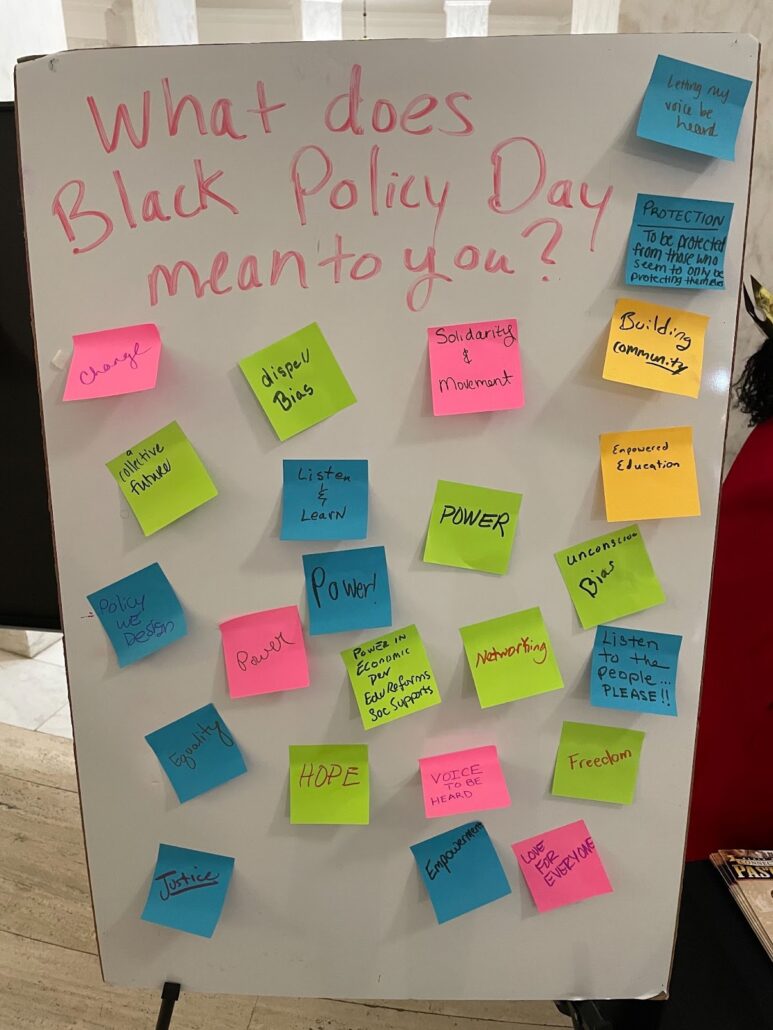 What does
Black Policy Day
mean to you?
Letting my
voice be
heard
PROTECTION
To be protected
from those who
seem to only be
protecting themselves
Change
dispel
Bias
Solidarity
&
Movement
Building
community
a
collective
future
Listen
&
Learn
POWER
Empowered
Education
Policy
WE
DESIGN
Power!
unconscious
Bias
Power
POWER IN
ECONOMIC
DEV
Edu Reforms
Soc Supports
Networking
LISTEN
TO the
PEOPLE...
PLEASE!!
Equality
HOPE
VOICE
TO BE
HEARD
Freedom
Justice
Empowerment
LOVE
FOR
EVERYONE
PAST